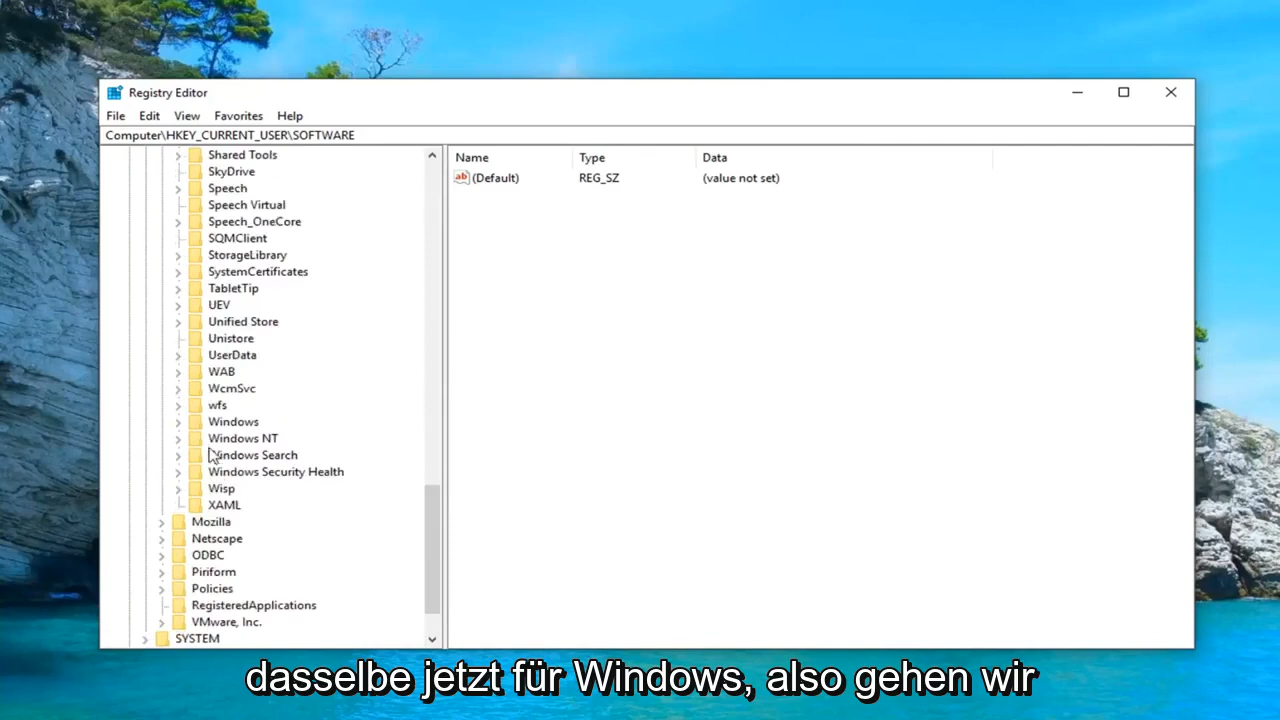 Registry Editor
File Edit View Favorites Help
Computer\HKEY_CURRENT_USER\SOFTWARE
Shared Tools
SkyDrive
Speech
Speech Virtual
Speech_OneCore
SQMClient
StorageLibrary
SystemCertificates
TabletTip
UEV
Unified Store
Unistore
UserData
WAB
WcmSvc
wfs
Windows
Windows NT
Windows Search
Windows Security Health
Wisp
XAML
Mozilla
Netscape
ODBC
Piriform
Policies
RegisteredApplications
VMware, Inc.
SYSTEM
Name Type Data
ab (Default) REG_SZ (value not set)
dasselbe jetzt für Windows, also gehen wir